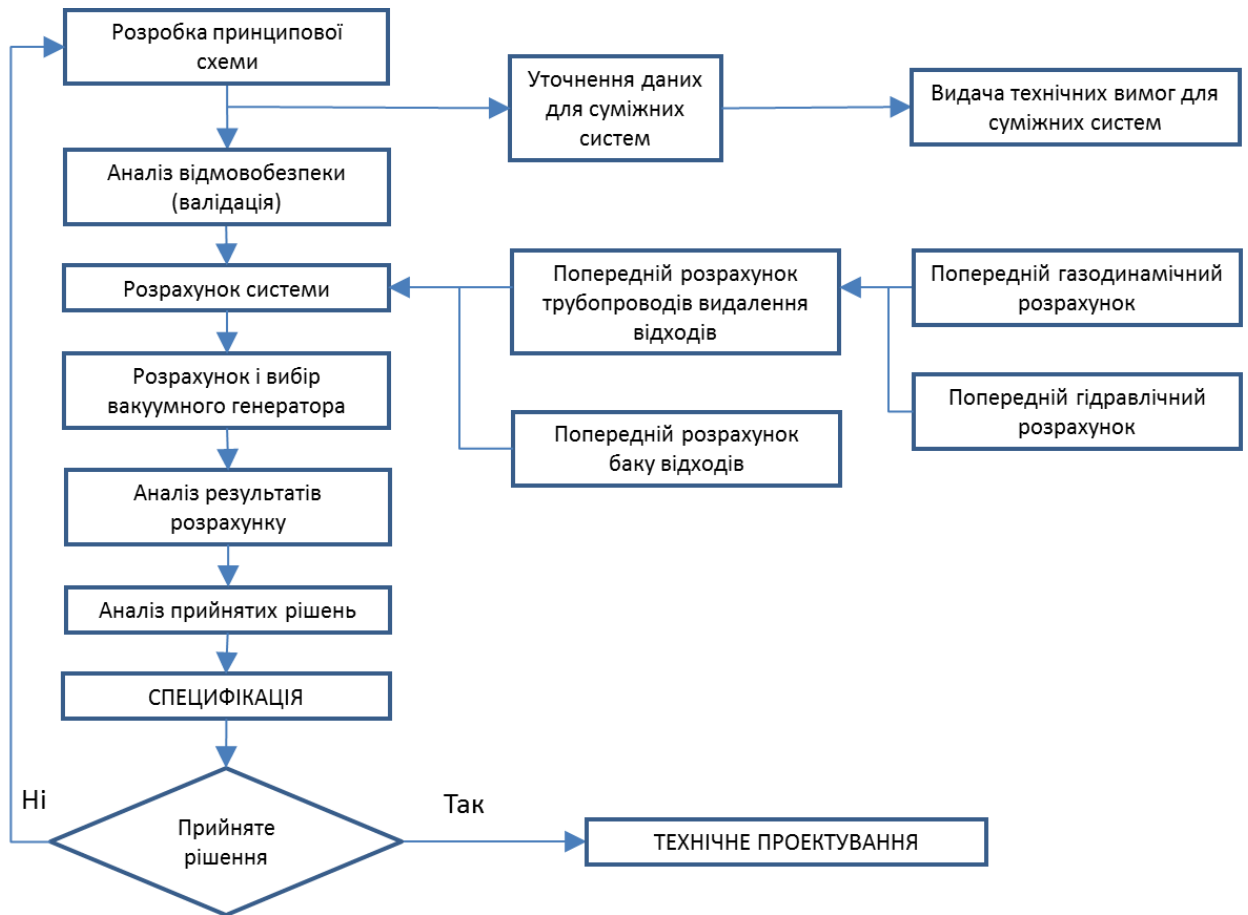 Розробка принципової
схеми
Уточнення даних
для суміжних
систем
Видача технічних вимог для
суміжних систем
Аналіз відмовобезпеки
(валідація)
Розрахунок системи
Попередній розрахунок
трубопроводів видалення
відходів
Попередній газодинамічний
розрахунок
Розрахунок і вибір
вакуумного генератора
Попередній розрахунок
баку відходів
Попередній гідравлічний
розрахунок
Аналіз результатів
розрахунку
Аналіз прийнятих рішень
СПЕЦИФІКАЦІЯ
Ні
Прийняте
рішення
Так
ТЕХНІЧНЕ ПРОЕКТУВАННЯ